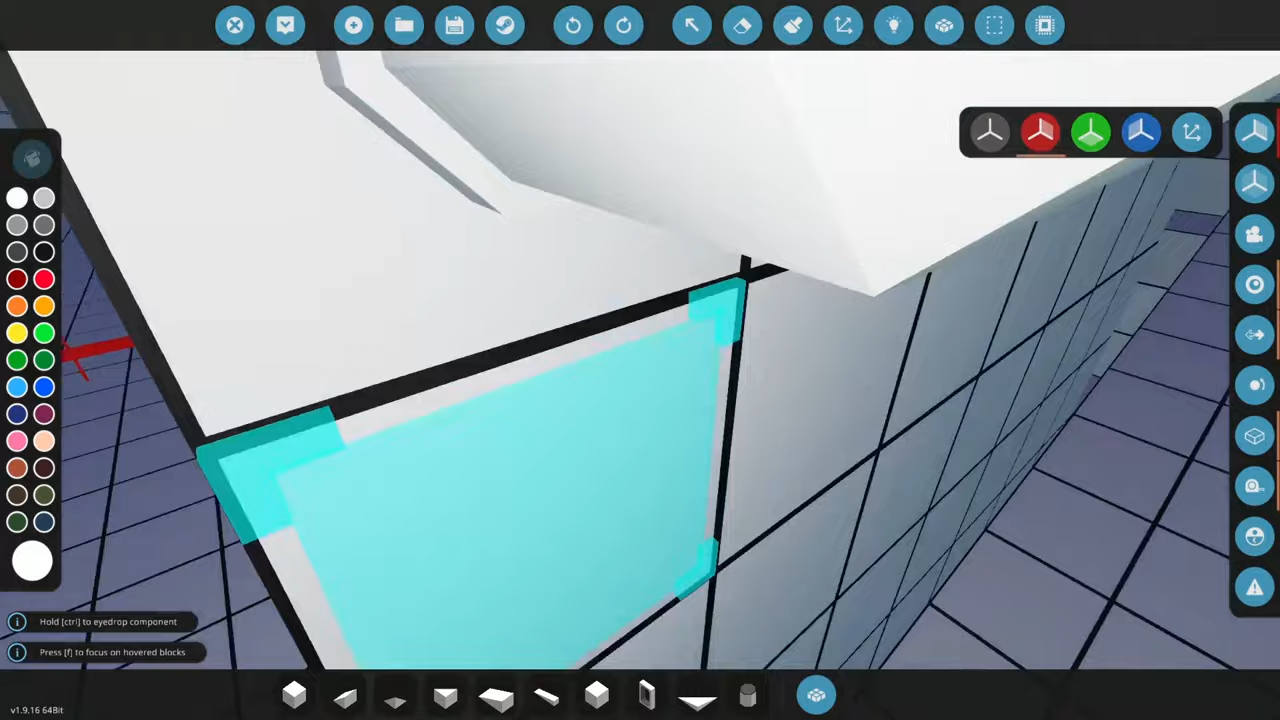 Hold [ctrl] to eyedrop component
Press [f] to focus on hovered blocks
v1.9.16 64Bit